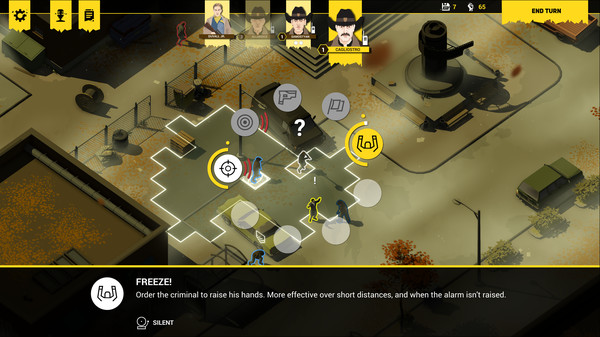 7
65
END TURN
1
CAGLIOSTRO
?
!
FREEZE!
Order the criminal to raise his hands. More effective over short distances, and when the alarm isn't raised.
SILENT